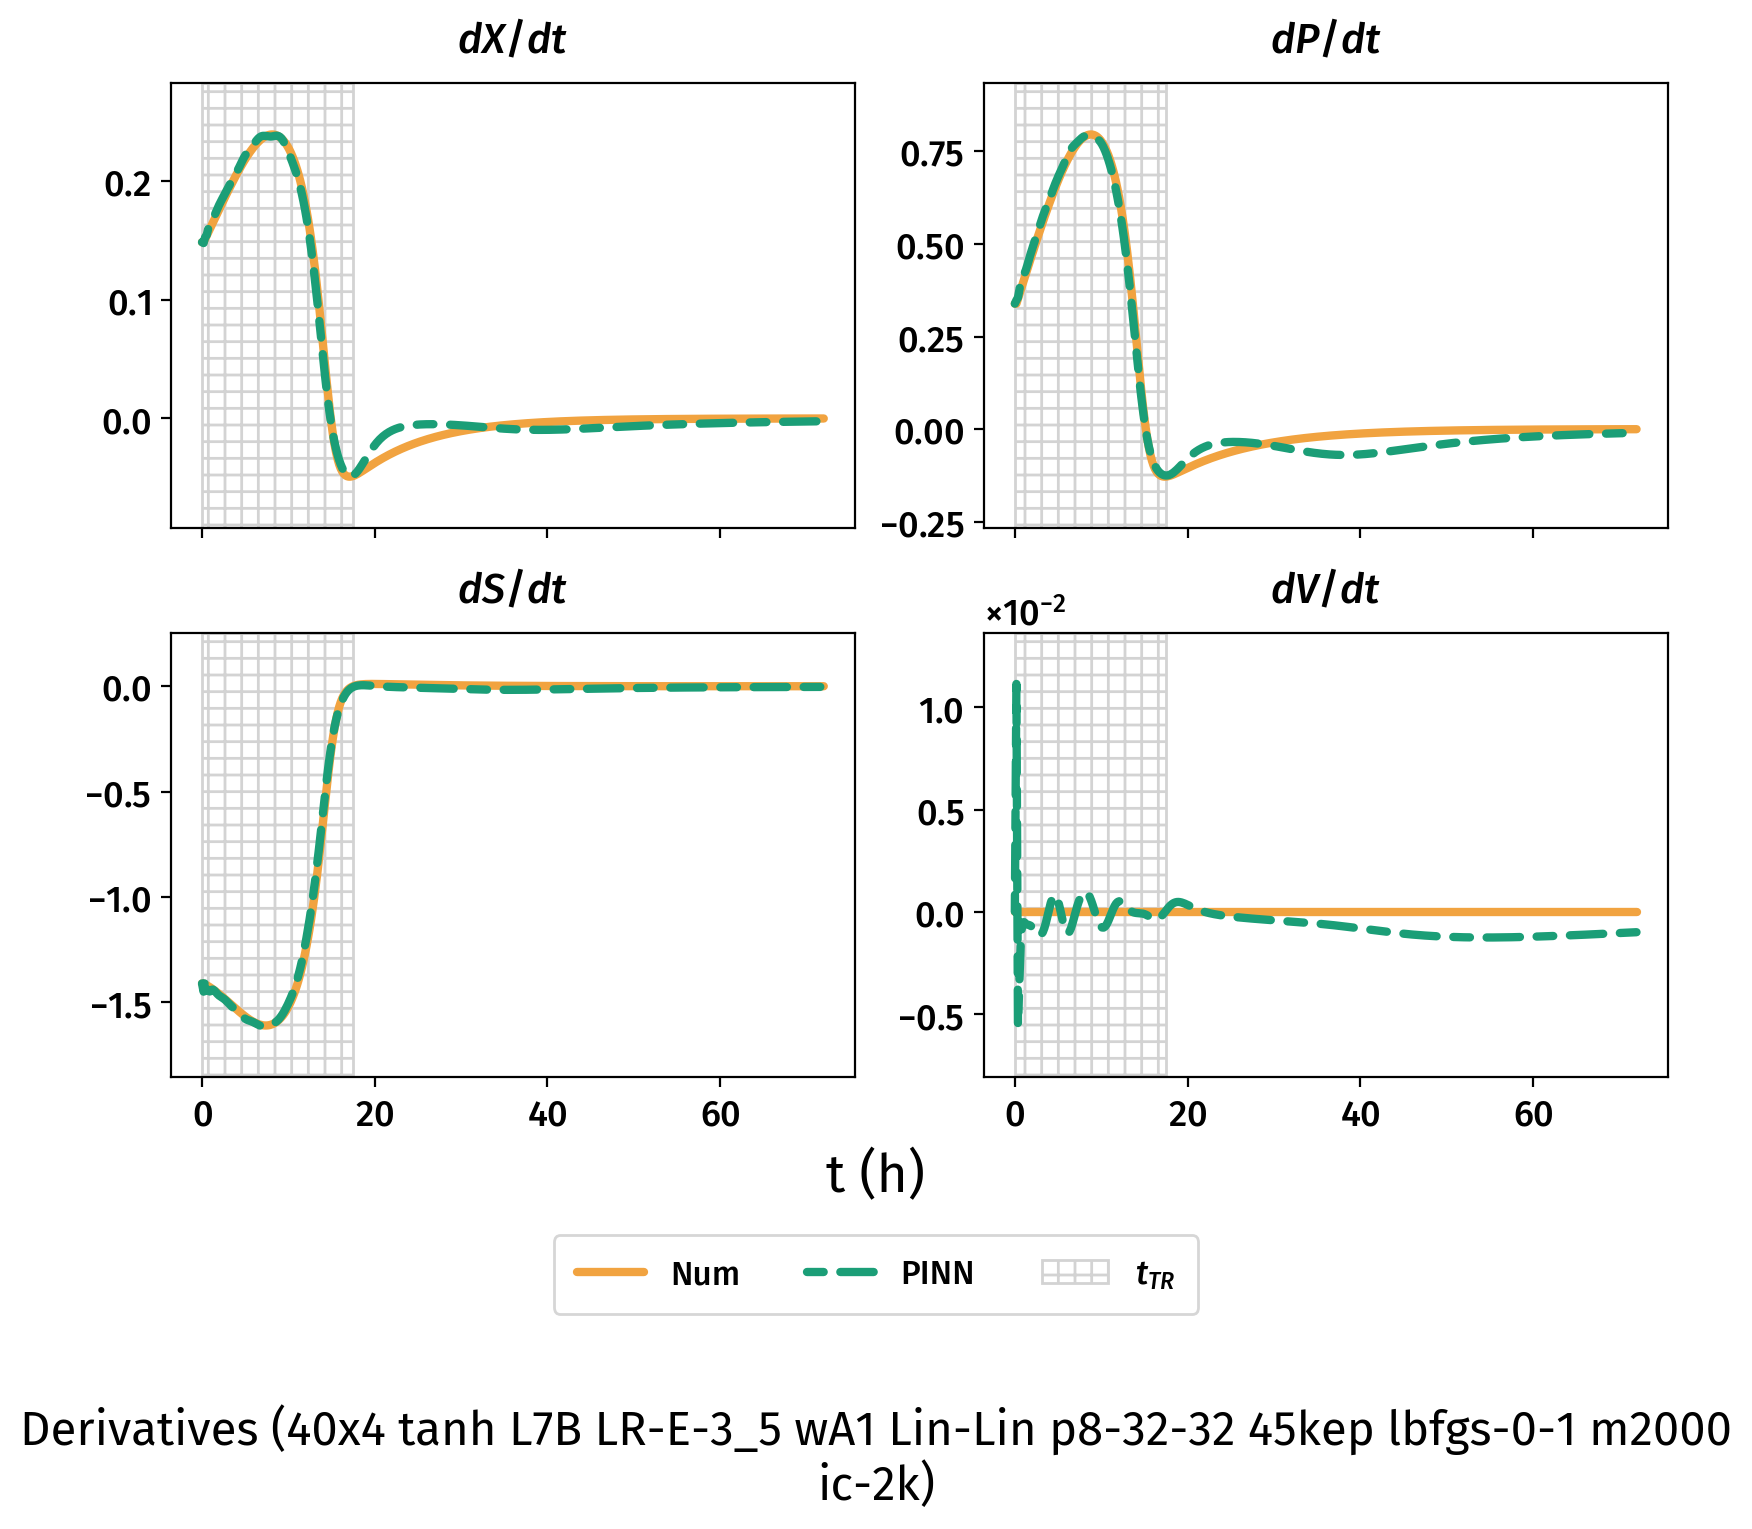 dX/dt
dP/dt
0.2
0.1
0.0
0.75
0.50
0.25
0.00
−0.25
dS/dt
dV/dt
×10⁻²
0.0
−0.5
−1.0
−1.5
1.0
0.5
0.0
−0.5
0 20 40 60
0 20 40 60
t (h)
Num PINN t_TR
Derivatives (40x4 tanh L7B LR-E-3_5 wA1 Lin-Lin p8-32-32 45kep lbfgs-0-1 m2000
ic-2k)